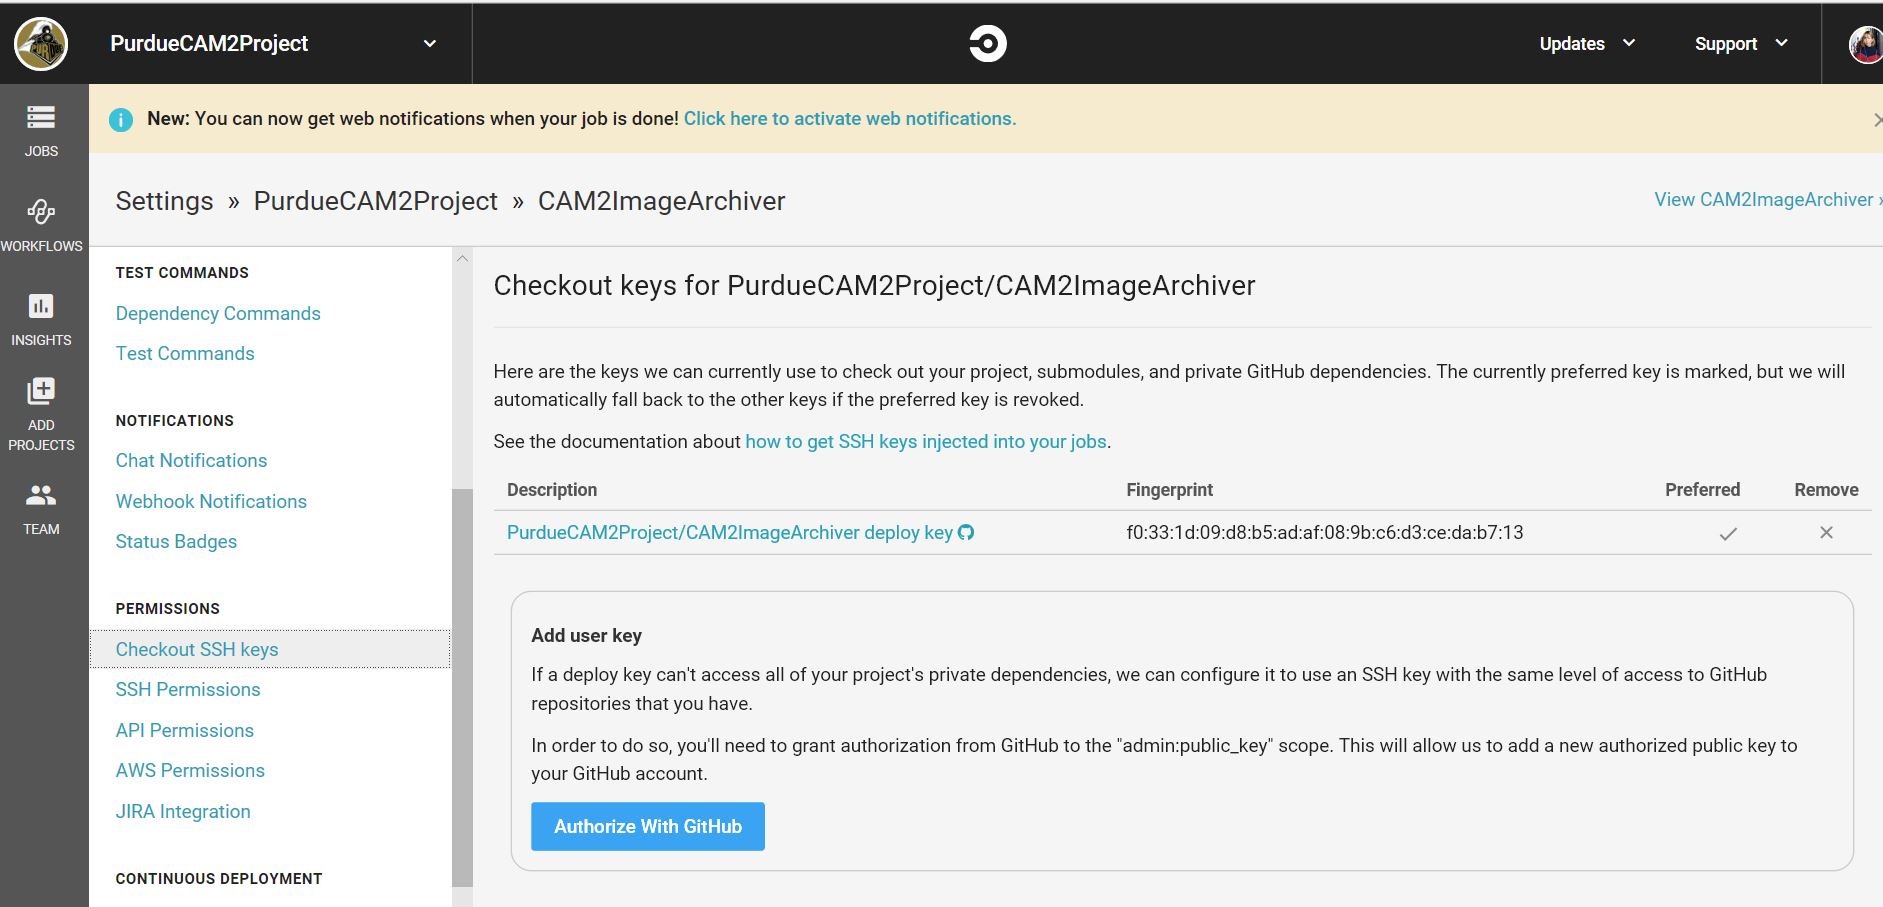 PurdueCAM2Project
Updates
Support
JOBS
WORKFLOWS
INSIGHTS
ADD
PROJECTS
TEAM
New: You can now get web notifications when your job is done! Click here to activate web notifications.
Settings » PurdueCAM2Project » CAM2ImageArchiver
View CAM2ImageArchiver »
TEST COMMANDS
Dependency Commands
Test Commands
NOTIFICATIONS
Chat Notifications
Webhook Notifications
Status Badges
PERMISSIONS
Checkout SSH keys
SSH Permissions
API Permissions
AWS Permissions
JIRA Integration
CONTINUOUS DEPLOYMENT
Checkout keys for PurdueCAM2Project/CAM2ImageArchiver
Here are the keys we can currently use to check out your project, submodules, and private GitHub dependencies. The currently preferred key is marked, but we will
automatically fall back to the other keys if the preferred key is revoked.
See the documentation about how to get SSH keys injected into your jobs.
Description Fingerprint Preferred Remove
PurdueCAM2Project/CAM2ImageArchiver deploy key f0:33:1d:09:d8:b5:ad:af:08:9b:c6:d3:ce:da:b7:13
Add user key
If a deploy key can't access all of your project's private dependencies, we can configure it to use an SSH key with the same level of access to GitHub
repositories that you have.
In order to do so, you'll need to grant authorization from GitHub to the "admin:public_key" scope. This will allow us to add a new authorized public key to
your GitHub account.
Authorize With GitHub